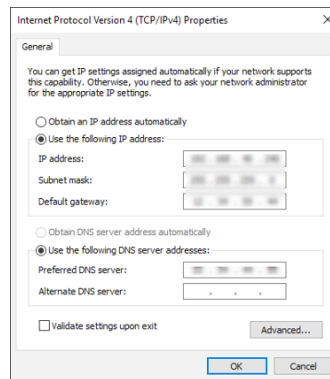 Internet Protocol Version 4 (TCP/IPv4) Properties
General
You can get IP settings assigned automatically if your network supports
this capability. Otherwise, you need to ask your network administrator
for the appropriate IP settings.
Obtain an IP address automatically
Use the following IP address:
IP address:
Subnet mask:
Default gateway:
Obtain DNS server address automatically
Use the following DNS server addresses:
Preferred DNS server:
Alternate DNS server: . . .
Validate settings upon exit
Advanced...
OK Cancel